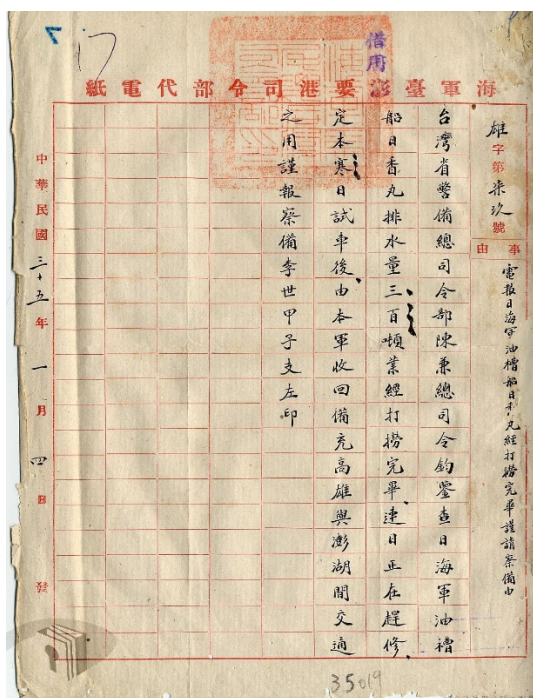 17
借用
海軍臺澎要港司令部代電紙
雄字第柒玖號
事由
電報日海軍油槽船日香丸經打撈完畢謹請察備由
台灣省警備總司令部陳兼總司令鈞鑒查日海軍油槽
船日香丸排水量三百噸業經打撈完畢連日正在趕修
定本寒日試車後由本軍收回備充高雄與澎湖間交通
之用謹報察備李世甲子支左印
中華民國三十五年一月四日發
35019